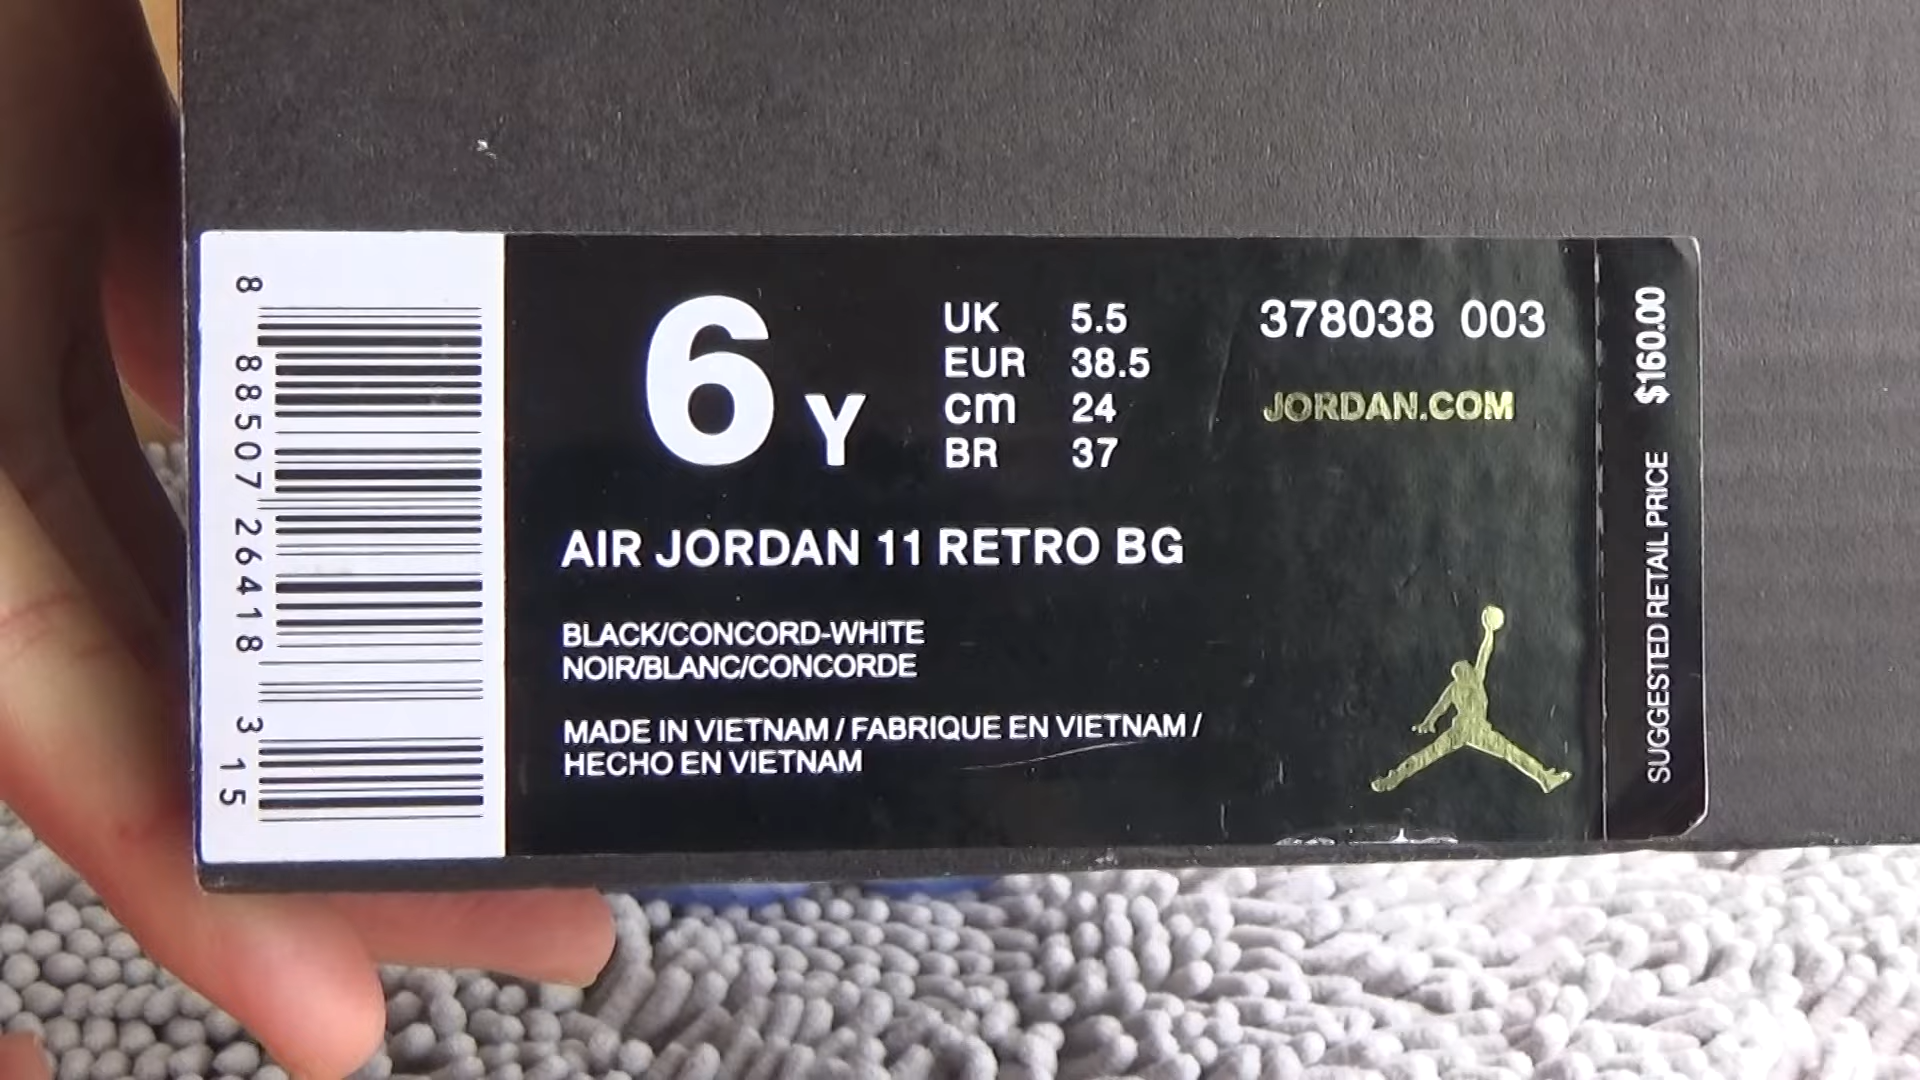 8 88507 26418 3 15
6 Y
UK 5.5
EUR 38.5
cm 24
BR 37
378038 003
JORDAN.COM
AIR JORDAN 11 RETRO BG
BLACK/CONCORD-WHITE
NOIR/BLANC/CONCORDE
MADE IN VIETNAM / FABRIQUE EN VIETNAM /
HECHO EN VIETNAM
SUGGESTED RETAIL PRICE $160.00